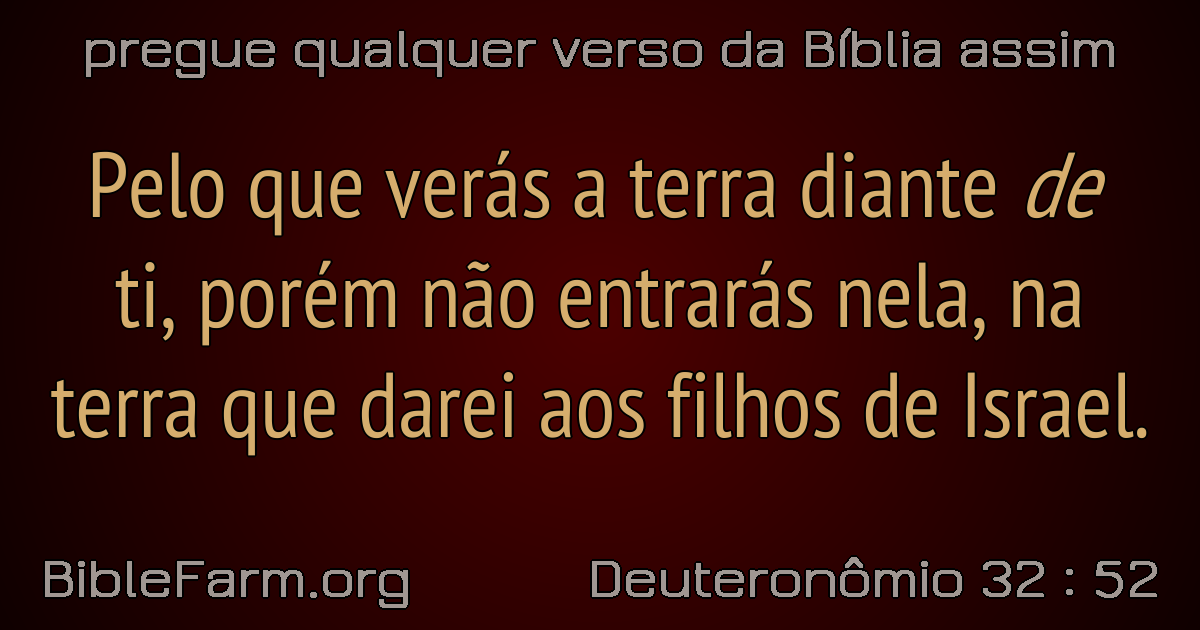 pregue qualquer verso da Bíblia assim
Pelo que verás a terra diante de
ti, porém não entrarás nela, na
terra que darei aos filhos de Israel.
BibleFarm.org
Deuteronômio 32 : 52